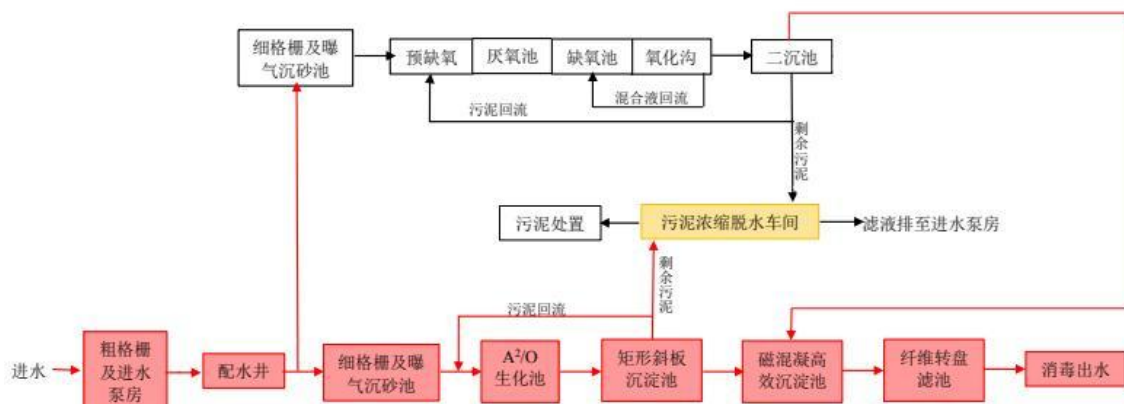 细格栅及曝
气沉砂池
预缺氧
厌氧池
缺氧池
氧化沟
二沉池
混合液回流
污泥回流
剩余污泥
污泥处置
污泥浓缩脱水车间
滤液排至进水泵房
剩余污泥
污泥回流
进水
粗格栅
及进水
泵房
配水井
细格栅及曝
气沉砂池
A²/O
生化池
矩形斜板
沉淀池
磁混凝高
效沉淀池
纤维转盘
滤池
消毒出水